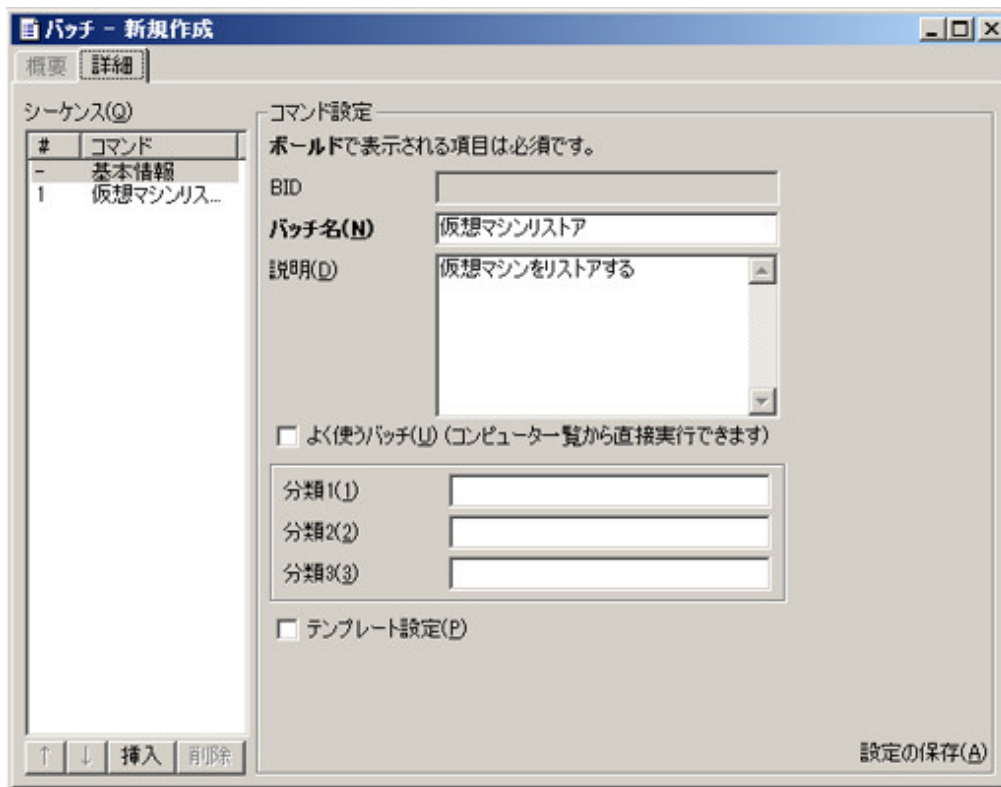 バッチ - 新規作成
概要 詳細
シーケンス(Q)
# コマンド
- 基本情報
1 仮想マシンリス...
↑ ↓ 挿入 削除
コマンド設定
ボールドで表示される項目は必須です。
BID
バッチ名(N) 仮想マシンリストア
説明(D) 仮想マシンをリストアする
よく使うバッチ(U) (コンピュータ一覧から直接実行できます)
分類1(1)
分類2(2)
分類3(3)
テンプレート設定(P)
設定の保存(A)